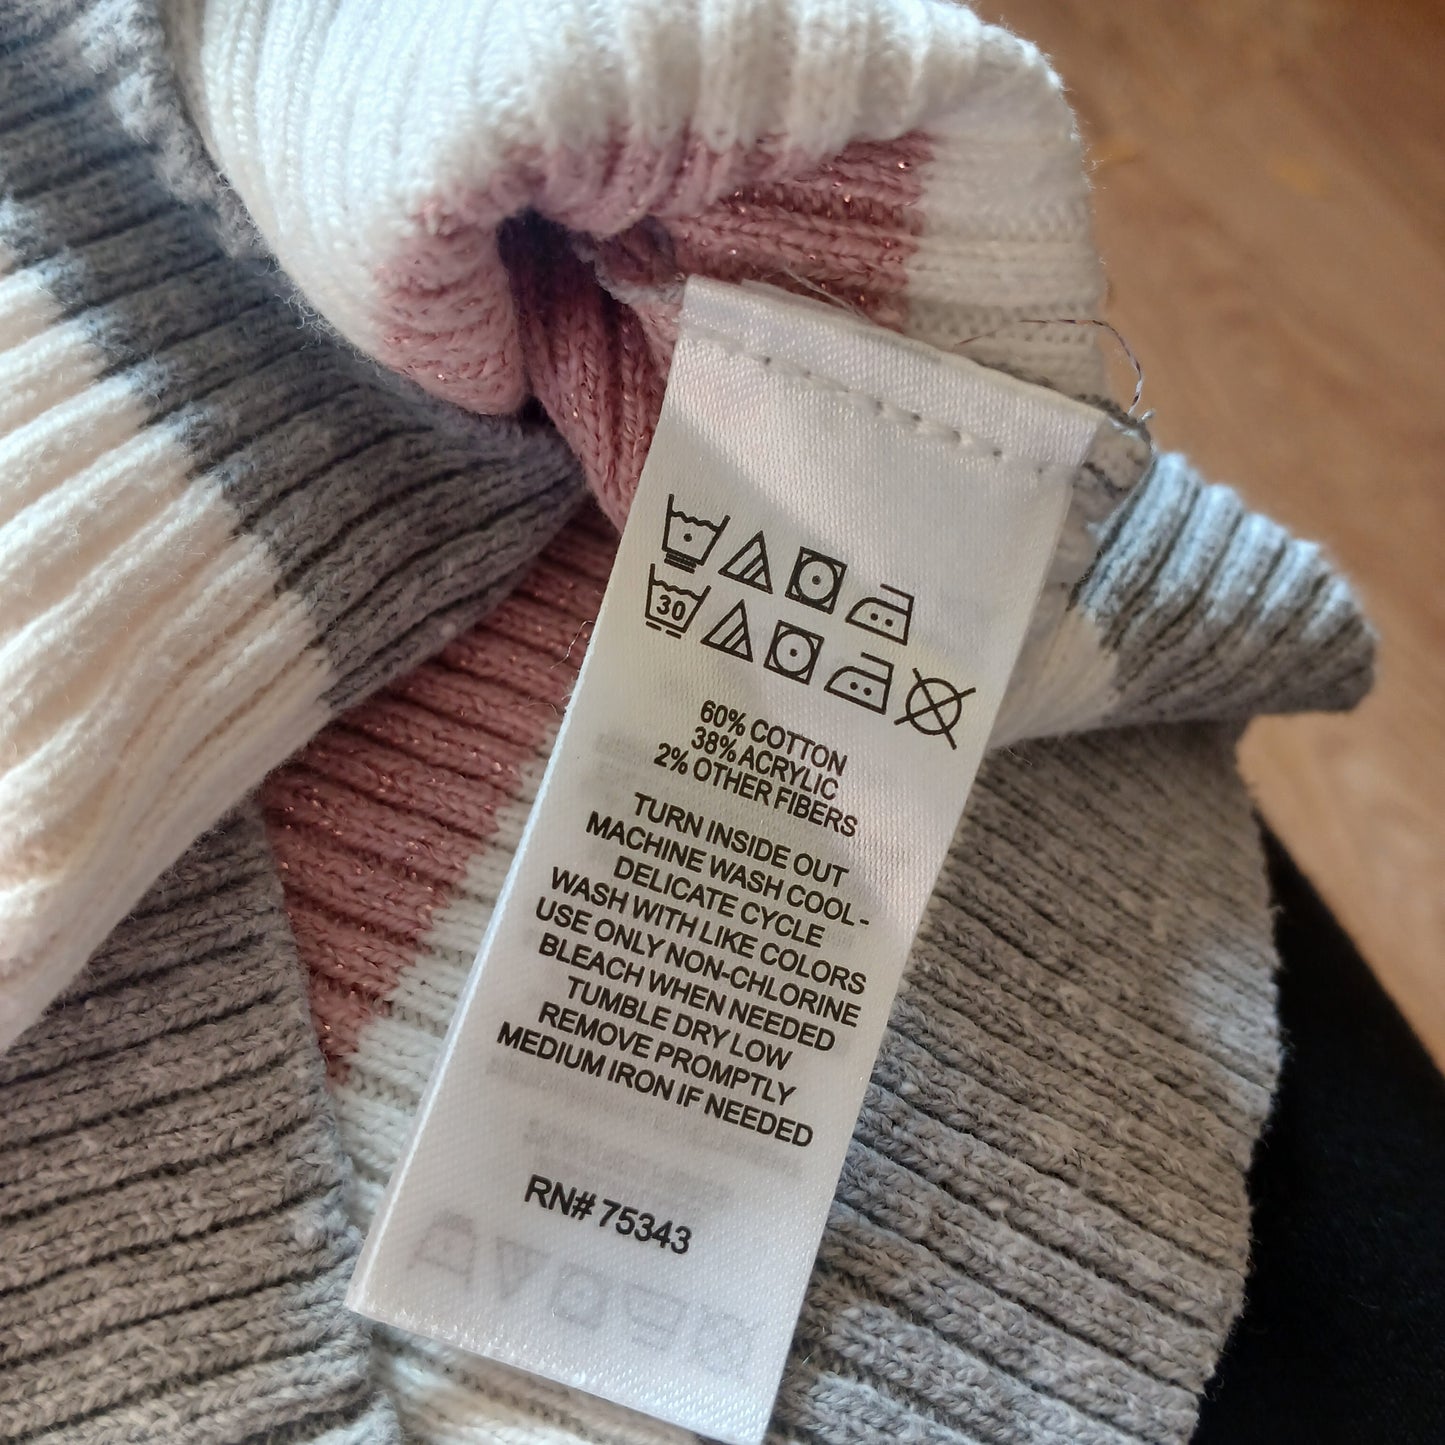 30
60% COTTON
38% ACRYLIC
2% OTHER FIBERS
TURN INSIDE OUT
MACHINE WASH COOL -
DELICATE CYCLE
WASH WITH LIKE COLORS
USE ONLY NON-CHLORINE
BLEACH WHEN NEEDED
TUMBLE DRY LOW
REMOVE PROMPTLY
MEDIUM IRON IF NEEDED
RN# 75343